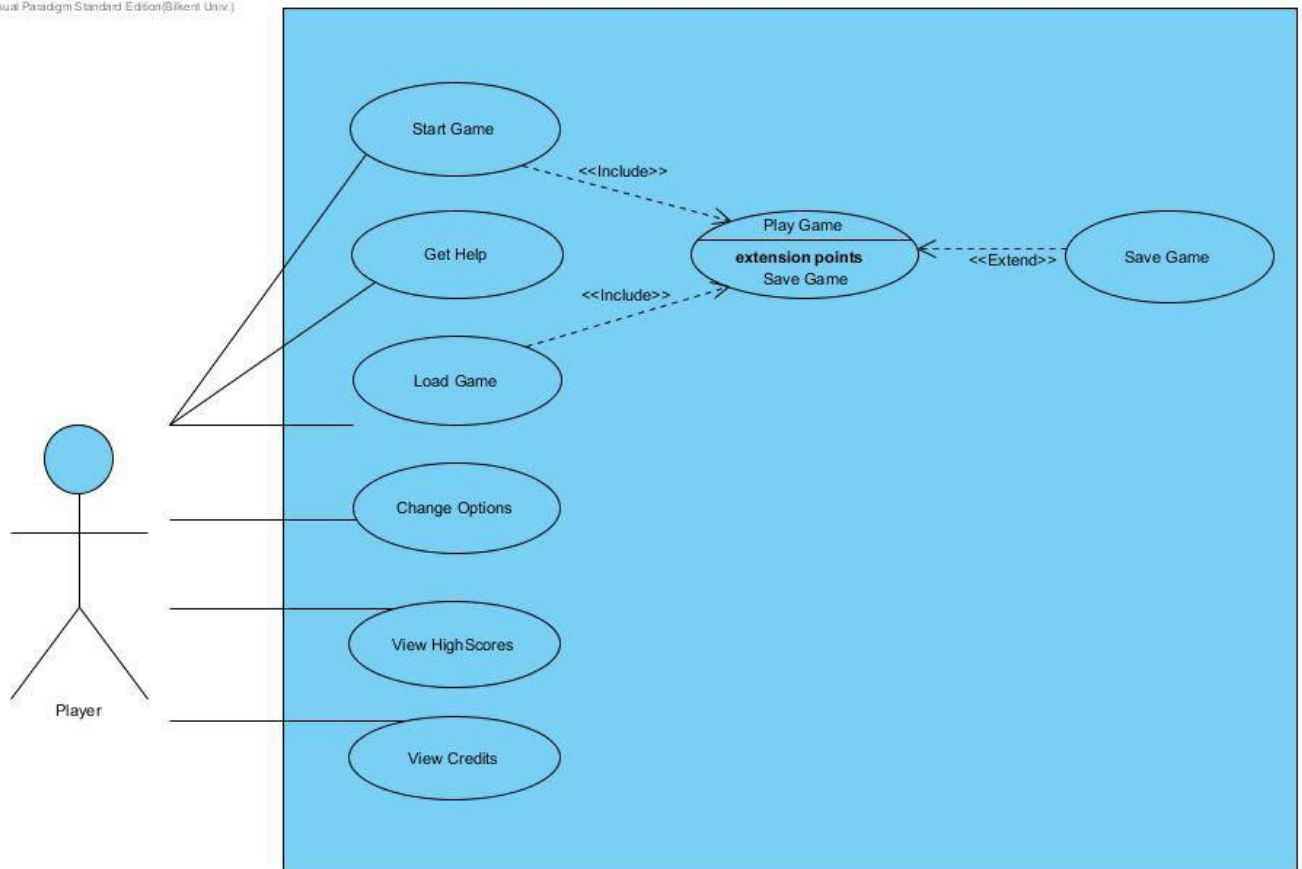 sual Paradigm Standard Edition(Bilkent Univ.)
Start Game
<<Include>>
Play Game
extension points
Save Game
Get Help
<<Extend>>
Save Game
<<Include>>
Load Game
Change Options
View HighScores
Player
View Credits